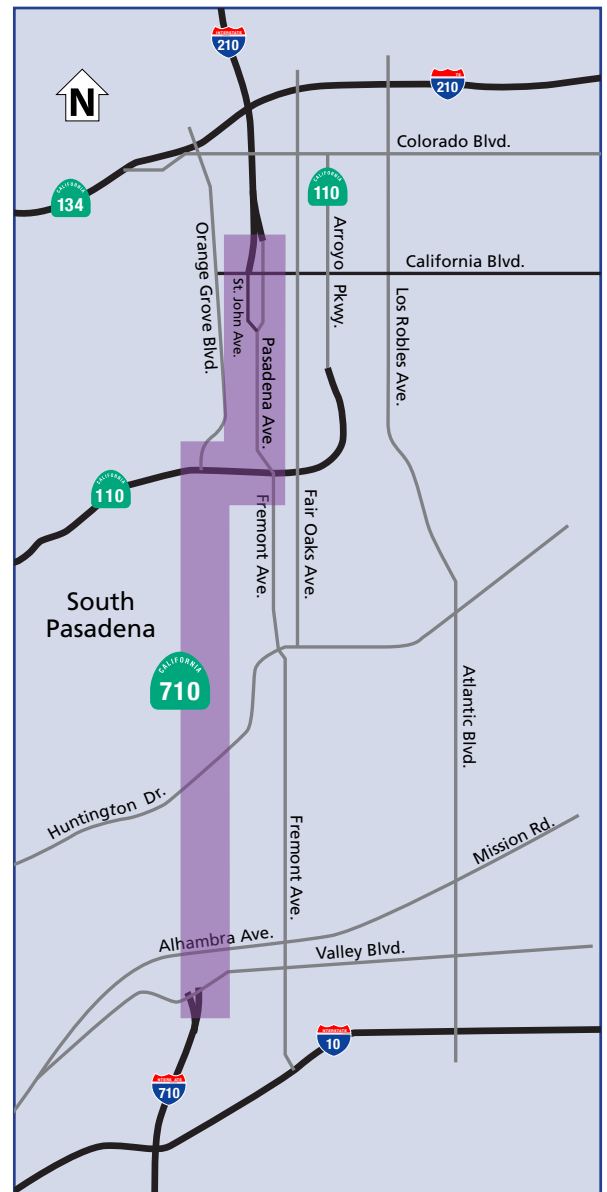 INTERSTATE
210
N
210
Colorado Blvd.
CALIFORNIA
134
CALIFORNIA
110
Arroyo Pkwy.
Orange Grove Blvd.
St. John Ave.
California Blvd.
Los Robles Ave.
Pasadena Ave.
CALIFORNIA
110
Fremont Ave.
Fair Oaks Ave.
South
Pasadena
CALIFORNIA
710
Atlantic Blvd.
Huntington Dr.
Fremont Ave.
Mission Rd.
Alhambra Ave.
Valley Blvd.
INTERSTATE
10
710